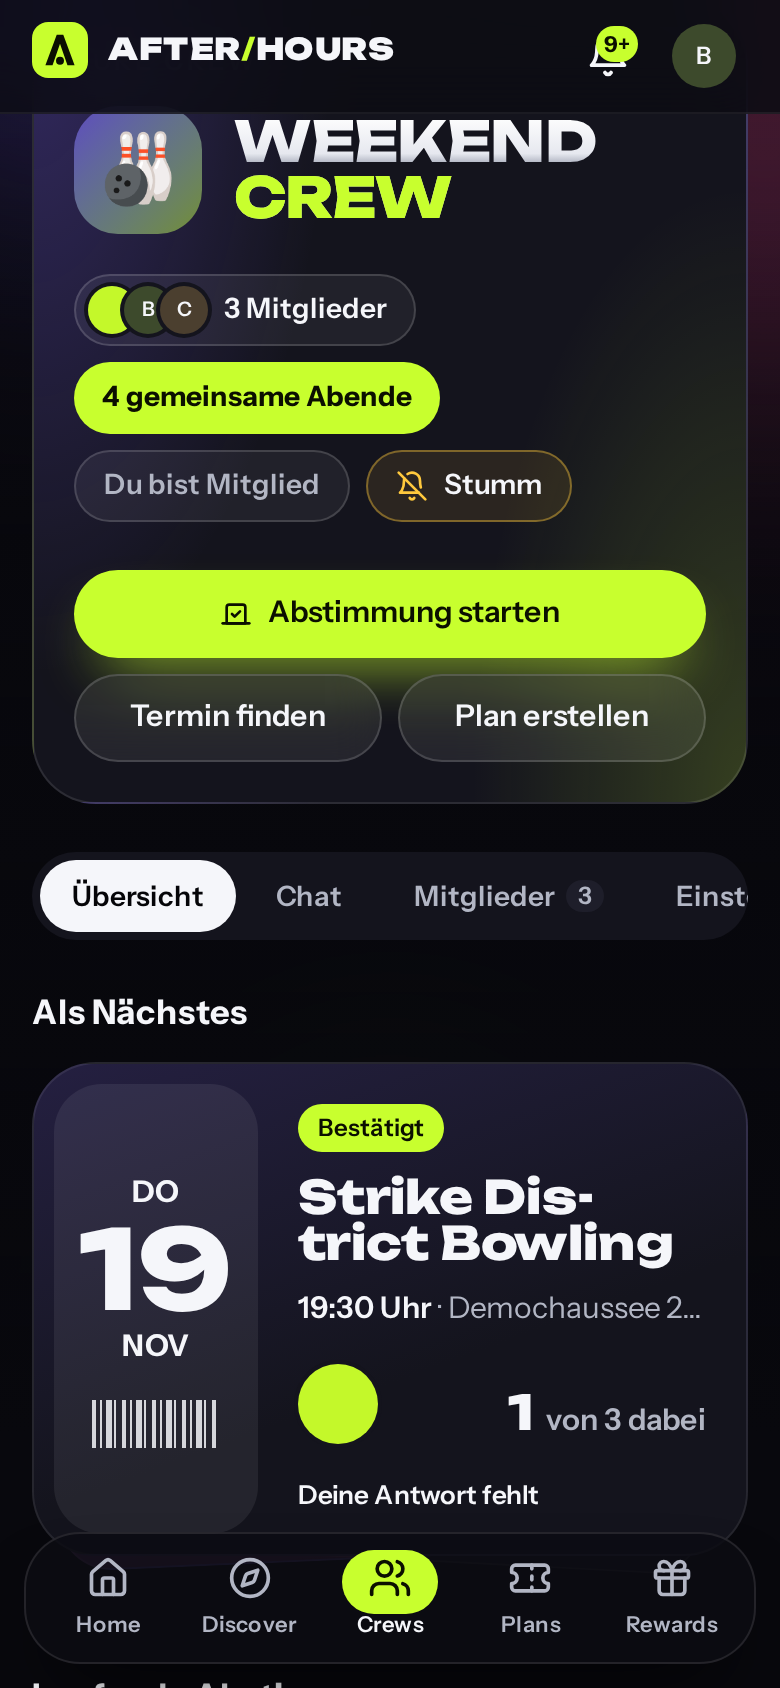 AFTER/HOURS
9+
B
WEEKEND
CREW
B C 3 Mitglieder
4 gemeinsame Abende
Du bist Mitglied
Stumm
Abstimmung starten
Termin finden
Plan erstellen
Übersicht
Chat
Mitglieder 3
Einst
Als Nächstes
DO
19
NOV
Bestätigt
Strike Dis-
trict Bowling
19:30 Uhr · Demochaussee 2...
1 von 3 dabei
Deine Antwort fehlt
Home
Discover
Crews
Plans
Rewards